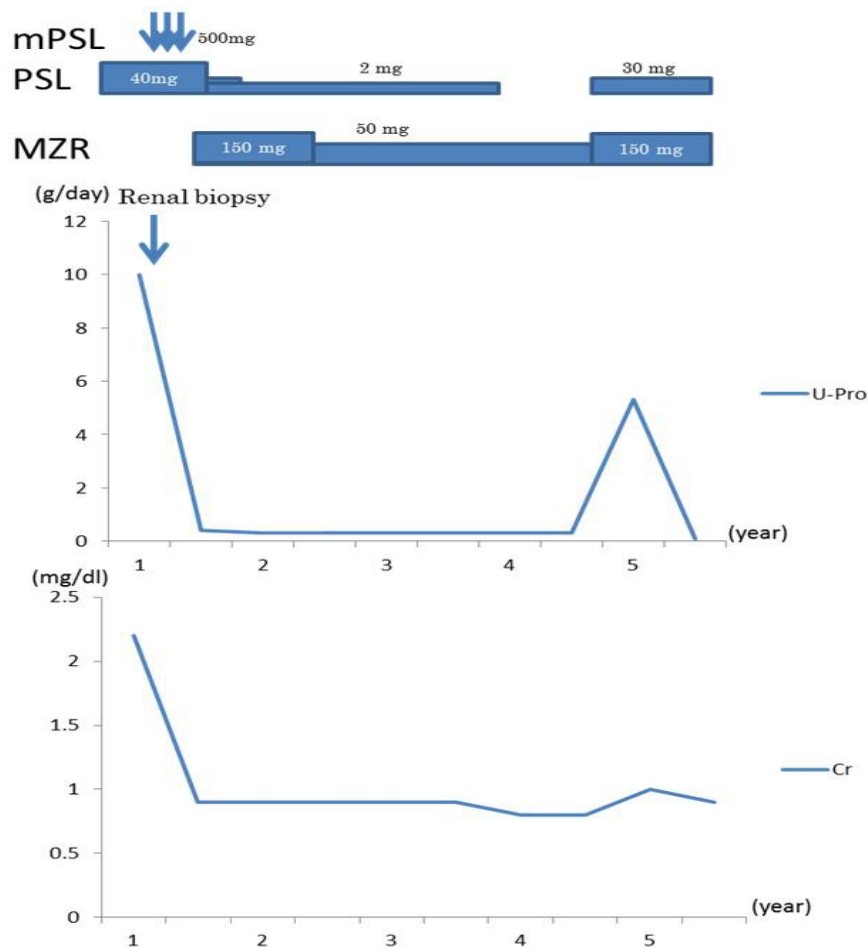 mPSL 500mg
PSL 40mg 2 mg 30 mg
MZR 150 mg 50 mg 150 mg
(g/day) Renal biopsy
12
10
8
6
4
2
0
U-Pro
1 2 3 4 5 (year)
(mg/dl)
2.5
2
1.5
1
0.5
0
Cr
1 2 3 4 5 (year)